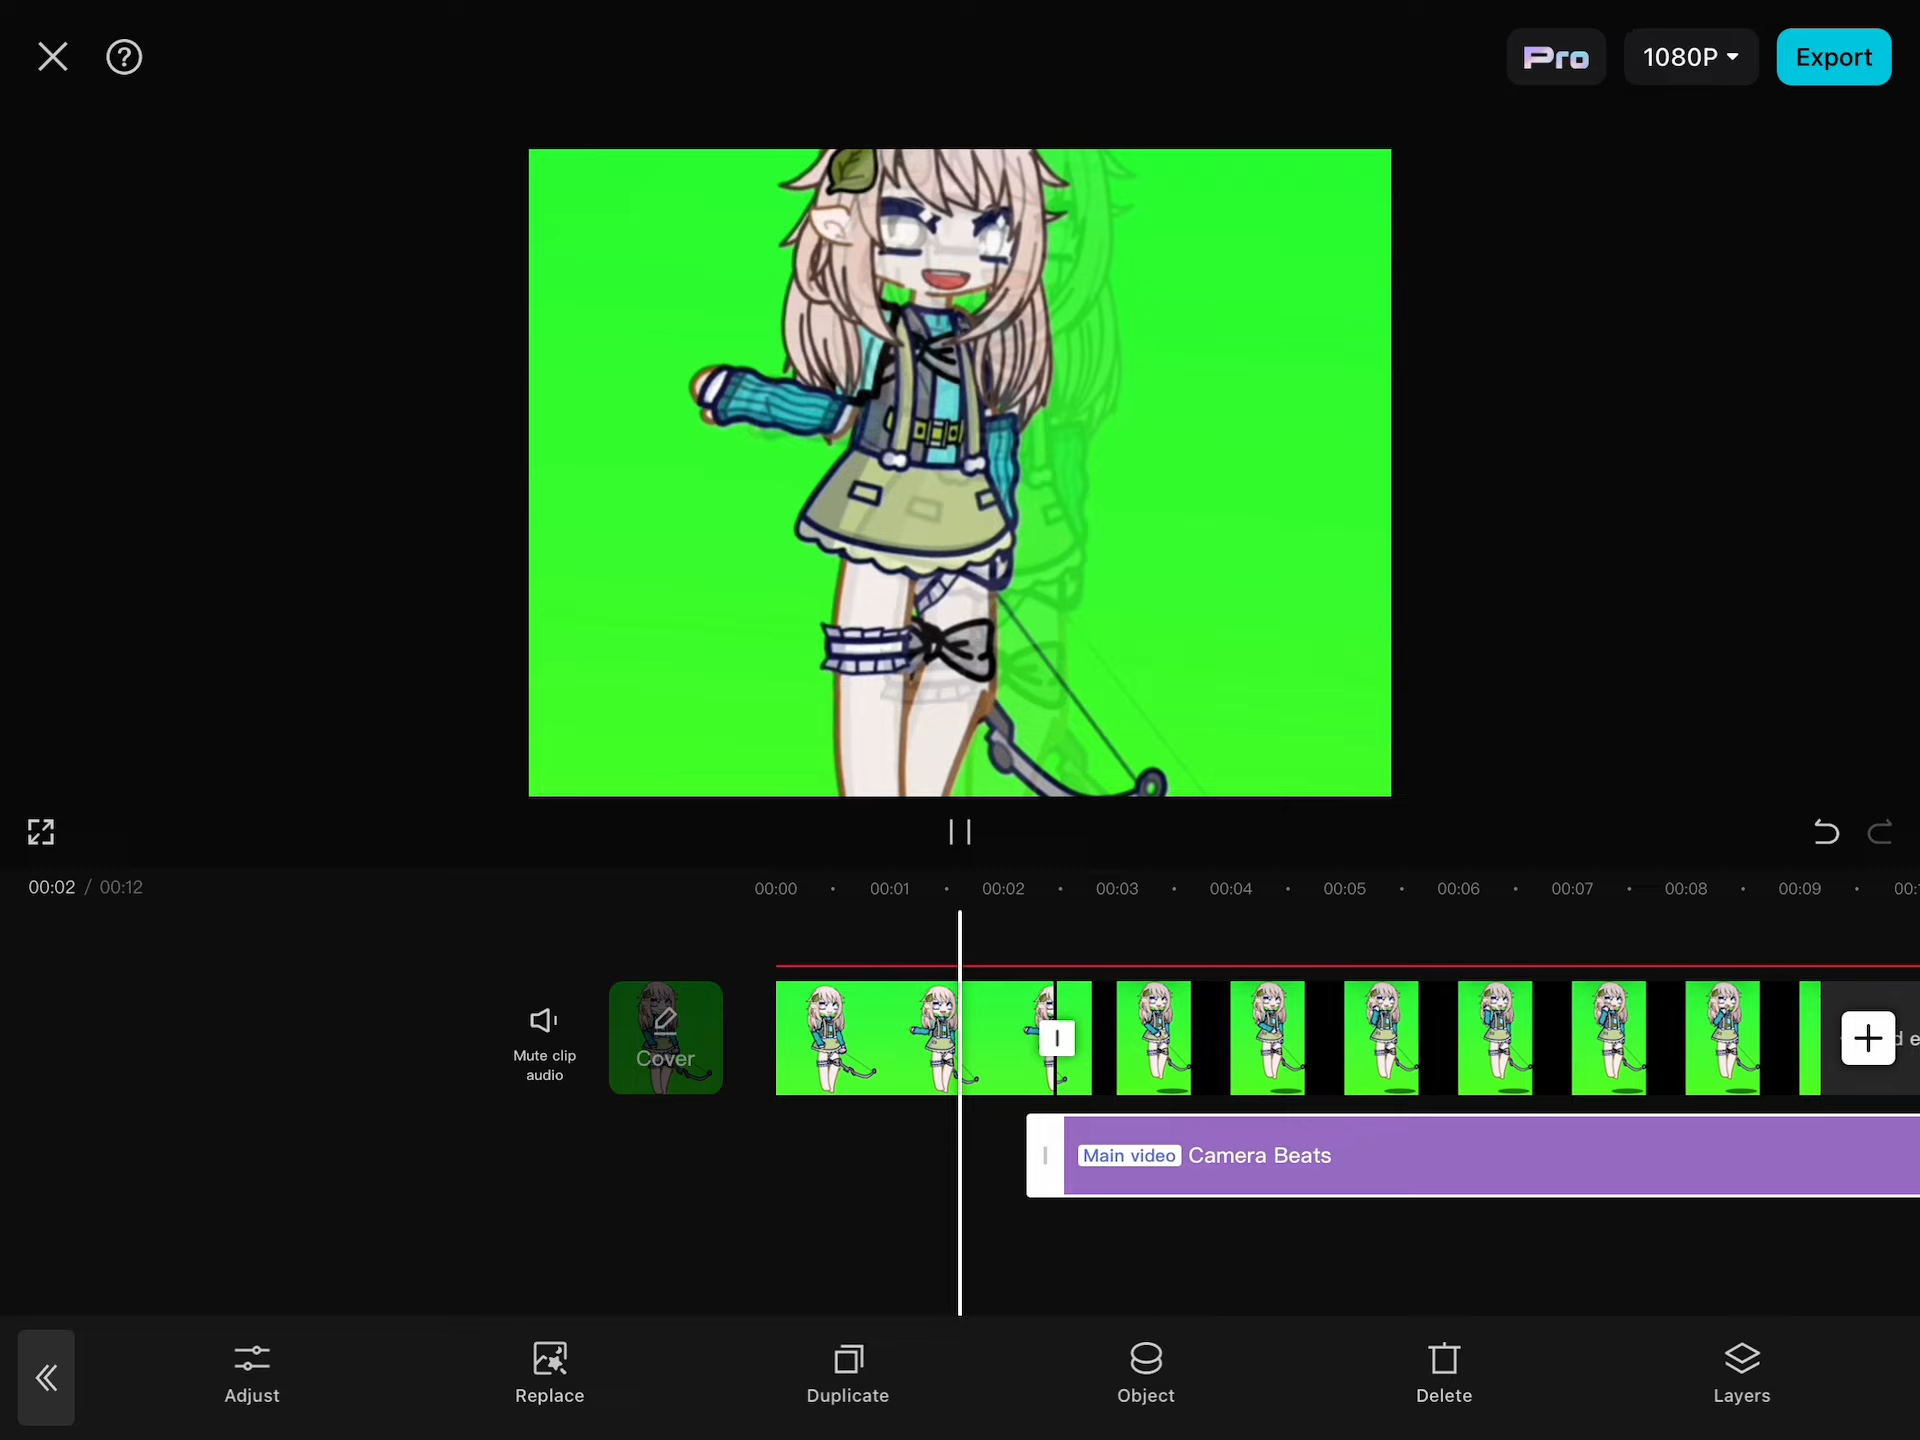 Pro
1080P
Export
00:02 / 00:12
00:00
00:01
00:02
00:03
00:04
00:05
00:06
00:07
00:08
00:09
Mute clip
audio
Cover
Main video
Camera Beats
Adjust
Replace
Duplicate
Object
Delete
Layers